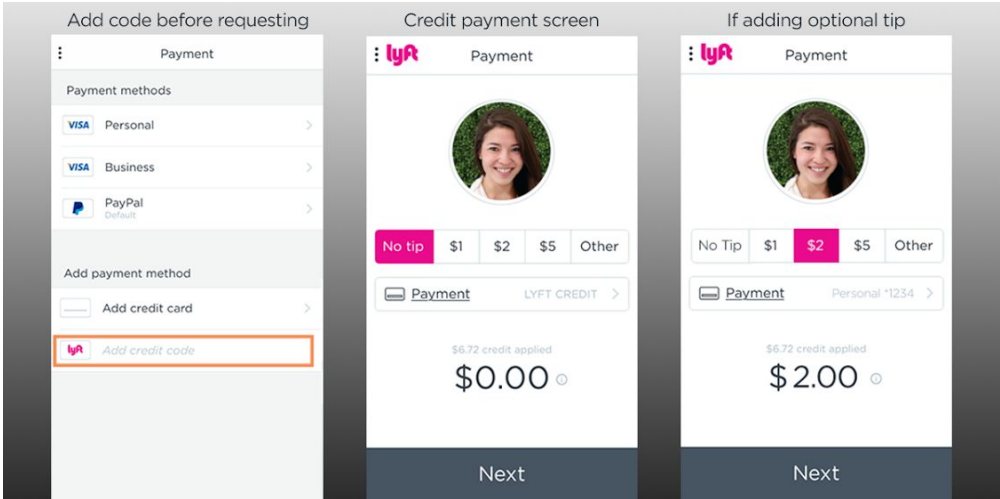 Add code before requesting
Payment
Payment methods
VISA Personal
VISA Business
PayPal
Default
Add payment method
Add credit card
lyft Add credit code
Credit payment screen
lyft Payment
No tip $1 $2 $5 Other
Payment LYFT CREDIT
$6.72 credit applied
$0.00
Next
If adding optional tip
lyft Payment
No Tip $1 $2 $5 Other
Payment Personal *1234
$6.72 credit applied
$2.00
Next